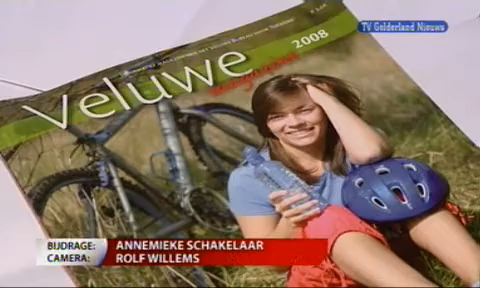 TV Gelderland Nieuws
2008
Veluwe
BIJDRAGE: ANNEMIEKE SCHAKELAAR
CAMERA: ROLF WILLEMS